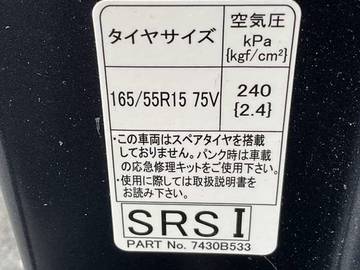 タイヤサイズ 空気圧
kPa
{kgf/cm²}
165/55R15 75V 240
{2.4}
・この車両はスペアタイヤを搭載
しておりません。パンク時は車載
の応急修理キットをご使用下さい。
・使用に際しては取扱説明書を
お読み下さい。
SRS I
PART No. 7430B533